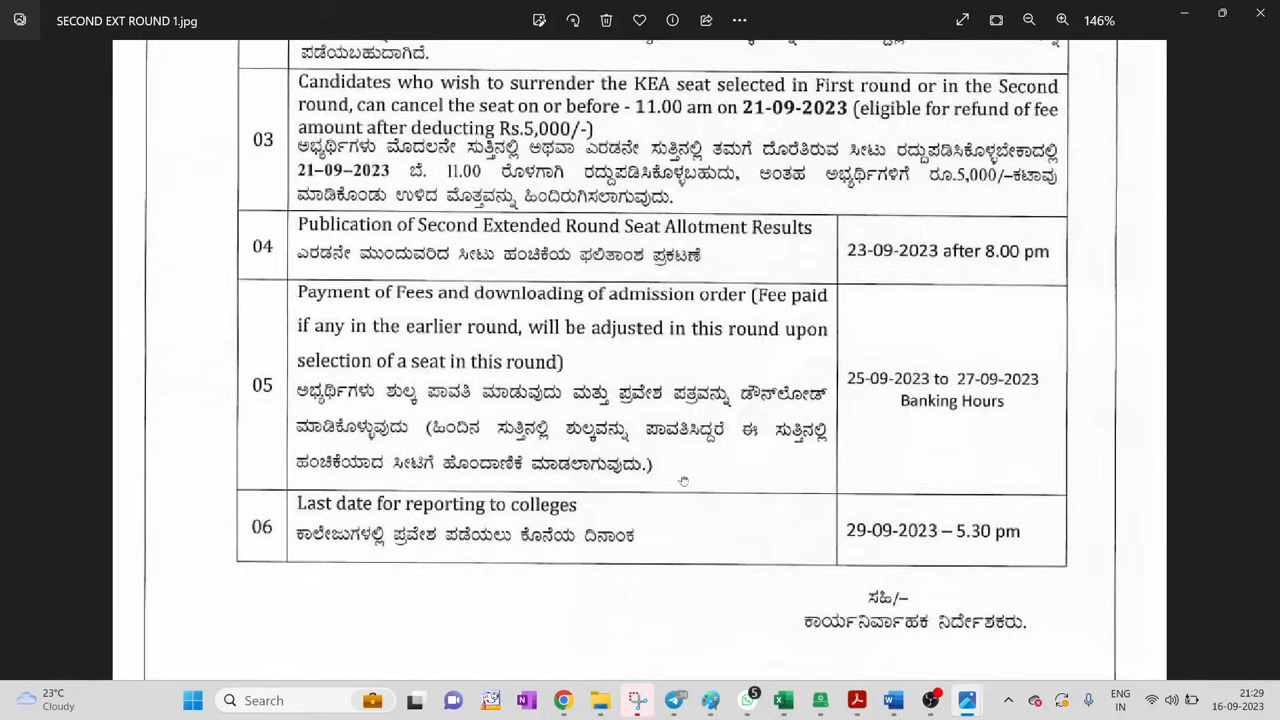 SECOND EXT ROUND 1.jpg
146%
ಪಡೆಯಬಹುದಾಗಿದೆ.
03
Candidates who wish to surrender the KEA seat selected in First round or in the Second
round, can cancel the seat on or before - 11.00 am on 21-09-2023 (eligible for refund of fee
amount after deducting Rs.5,000/-)
ಅಭ್ಯರ್ಥಿಗಳು ಮೊದಲನೇ ಸುತ್ತಿನಲ್ಲಿ ಅಥವಾ ಎರಡನೇ ಸುತ್ತಿನಲ್ಲಿ ತಮಗೆ ದೊರೆತಿರುವ ಸೀಟು ರದ್ದುಪಡಿಸಿಕೊಳ್ಳಬೇಕಾದಲ್ಲಿ
21-09-2023 ಬೆ. 11.00 ರೊಳಗಾಗಿ ರದ್ದುಪಡಿಸಿಕೊಳ್ಳಬಹುದು, ಅಂತಹ ಅಭ್ಯರ್ಥಿಗಳಿಗೆ ರೂ.5,000/-ಕಟಾವು
ಮಾಡಿಕೊಂಡು ಉಳಿದ ಮೊತ್ತವನ್ನು ಹಿಂದಿರುಗಿಸಲಾಗುವುದು.
04
Publication of Second Extended Round Seat Allotment Results
ಎರಡನೇ ಮುಂದುವರಿದ ಸೀಟು ಹಂಚಿಕೆಯ ಫಲಿತಾಂಶ ಪ್ರಕಟಣೆ
23-09-2023 after 8.00 pm
05
Payment of Fees and downloading of admission order (Fee paid
if any in the earlier round, will be adjusted in this round upon
selection of a seat in this round)
ಅಭ್ಯರ್ಥಿಗಳು ಶುಲ್ಕ ಪಾವತಿ ಮಾಡುವುದು ಮತ್ತು ಪ್ರವೇಶ ಪತ್ರವನ್ನು ಡೌನ್‌ಲೋಡ್
ಮಾಡಿಕೊಳ್ಳುವುದು (ಹಿಂದಿನ ಸುತ್ತಿನಲ್ಲಿ ಶುಲ್ಕವನ್ನು ಪಾವತಿಸಿದ್ದರೆ ಈ ಸುತ್ತಿನಲ್ಲಿ
ಹಂಚಿಕೆಯಾದ ಸೀಟಿಗೆ ಹೊಂದಾಣಿಕೆ ಮಾಡಲಾಗುವುದು.)
25-09-2023 to 27-09-2023
Banking Hours
06
Last date for reporting to colleges
ಕಾಲೇಜುಗಳಲ್ಲಿ ಪ್ರವೇಶ ಪಡೆಯಲು ಕೊನೆಯ ದಿನಾಂಕ
29-09-2023 – 5.30 pm
ಸಹಿ/-
ಕಾರ್ಯನಿರ್ವಾಹಕ ನಿರ್ದೇಶಕರು.
23°C
Cloudy
Search
5
ENG
IN
21:29
16-09-2023